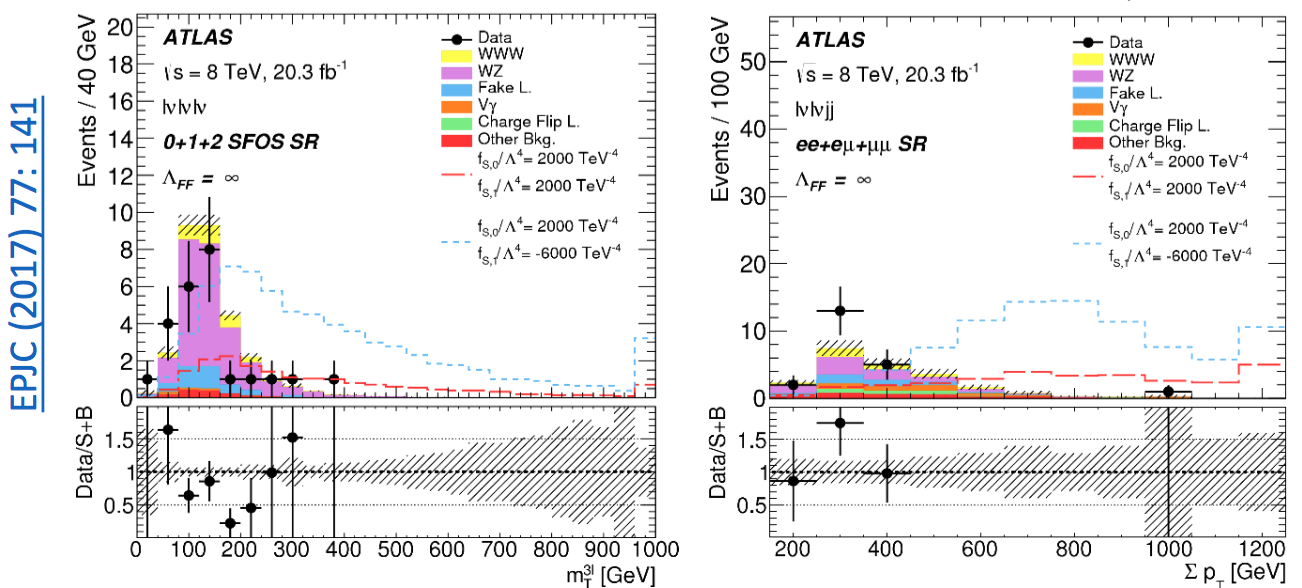 EPJC (2017) 77: 141
Events / 40 GeV
20
18
16
14
12
10
8
6
4
2
0
ATLAS
√s = 8 TeV, 20.3 fb⁻¹
lνlνlν
0+1+2 SFOS SR
Λ_FF = ∞
Data
WWW
WZ
Fake L.
Vγ
Charge Flip L.
Other Bkg.
f_S,0/Λ⁴= 2000 TeV⁻⁴
f_S,1/Λ⁴= 2000 TeV⁻⁴
f_S,0/Λ⁴= 2000 TeV⁻⁴
f_S,1/Λ⁴= -6000 TeV⁻⁴
Data/S+B
1.5
1
0.5
0 100 200 300 400 500 600 700 800 900 1000
m_T^3l [GeV]
Events / 100 GeV
50
40
30
20
10
0
ATLAS
√s = 8 TeV, 20.3 fb⁻¹
lνlνjj
ee+eμ+μμ SR
Λ_FF = ∞
Data
WWW
WZ
Fake L.
Vγ
Charge Flip L.
Other Bkg.
f_S,0/Λ⁴= 2000 TeV⁻⁴
f_S,1/Λ⁴= 2000 TeV⁻⁴
f_S,0/Λ⁴= 2000 TeV⁻⁴
f_S,1/Λ⁴= -6000 TeV⁻⁴
Data/S+B
1.5
1
0.5
200 400 600 800 1000 1200
Σ p_T [GeV]